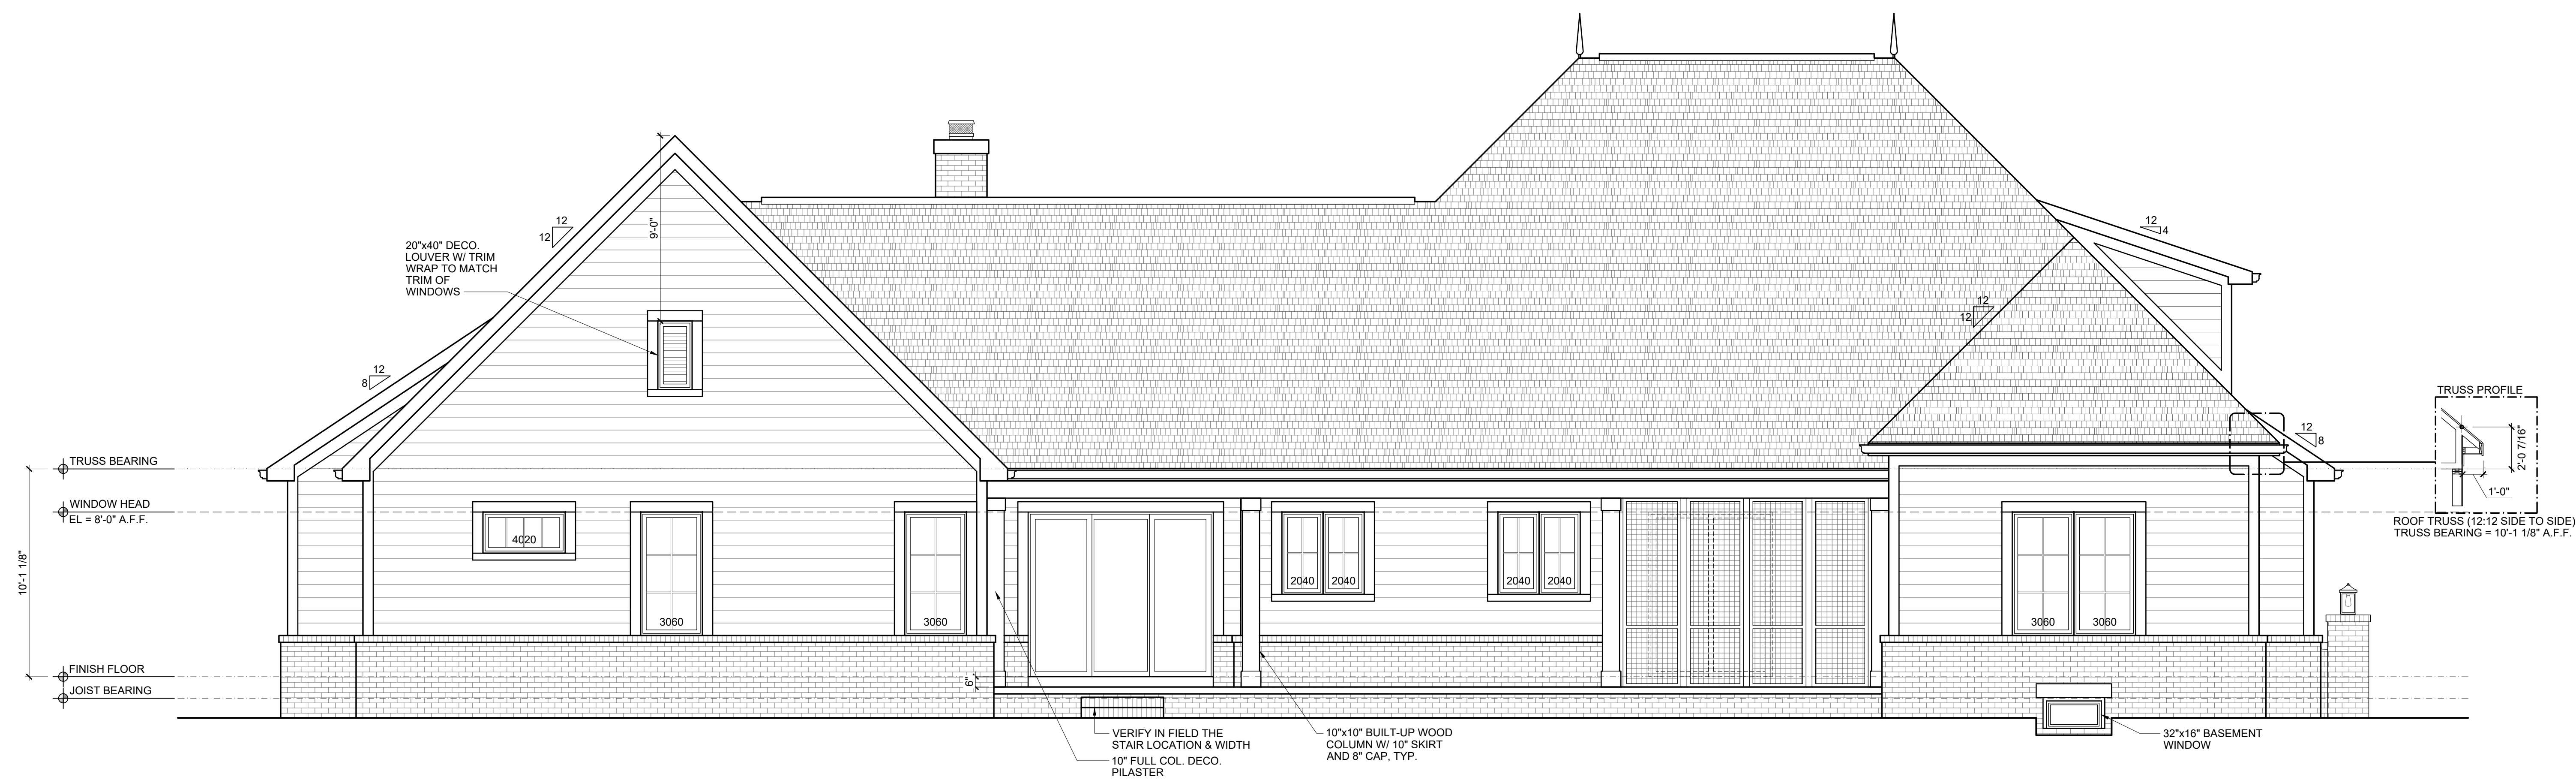 12
12
9'-0"
20"x40" DECO.
LOUVER W/ TRIM
WRAP TO MATCH
TRIM OF
WINDOWS
12
8
12
4
12
12
12
8
TRUSS PROFILE
2'-0 7/16"
1'-0"
ROOF TRUSS (12:12 SIDE TO SIDE)
TRUSS BEARING = 10'-1 1/8" A.F.F.
TRUSS BEARING
WINDOW HEAD
EL = 8'-0" A.F.F.
10'-1 1/8"
FINISH FLOOR
JOIST BEARING
4020
3060
3060
2040
2040
2040
2040
3060
3060
6"
VERIFY IN FIELD THE
STAIR LOCATION & WIDTH
10" FULL COL. DECO.
PILASTER
10"x10" BUILT-UP WOOD
COLUMN W/ 10" SKIRT
AND 8" CAP, TYP.
32"x16" BASEMENT
WINDOW